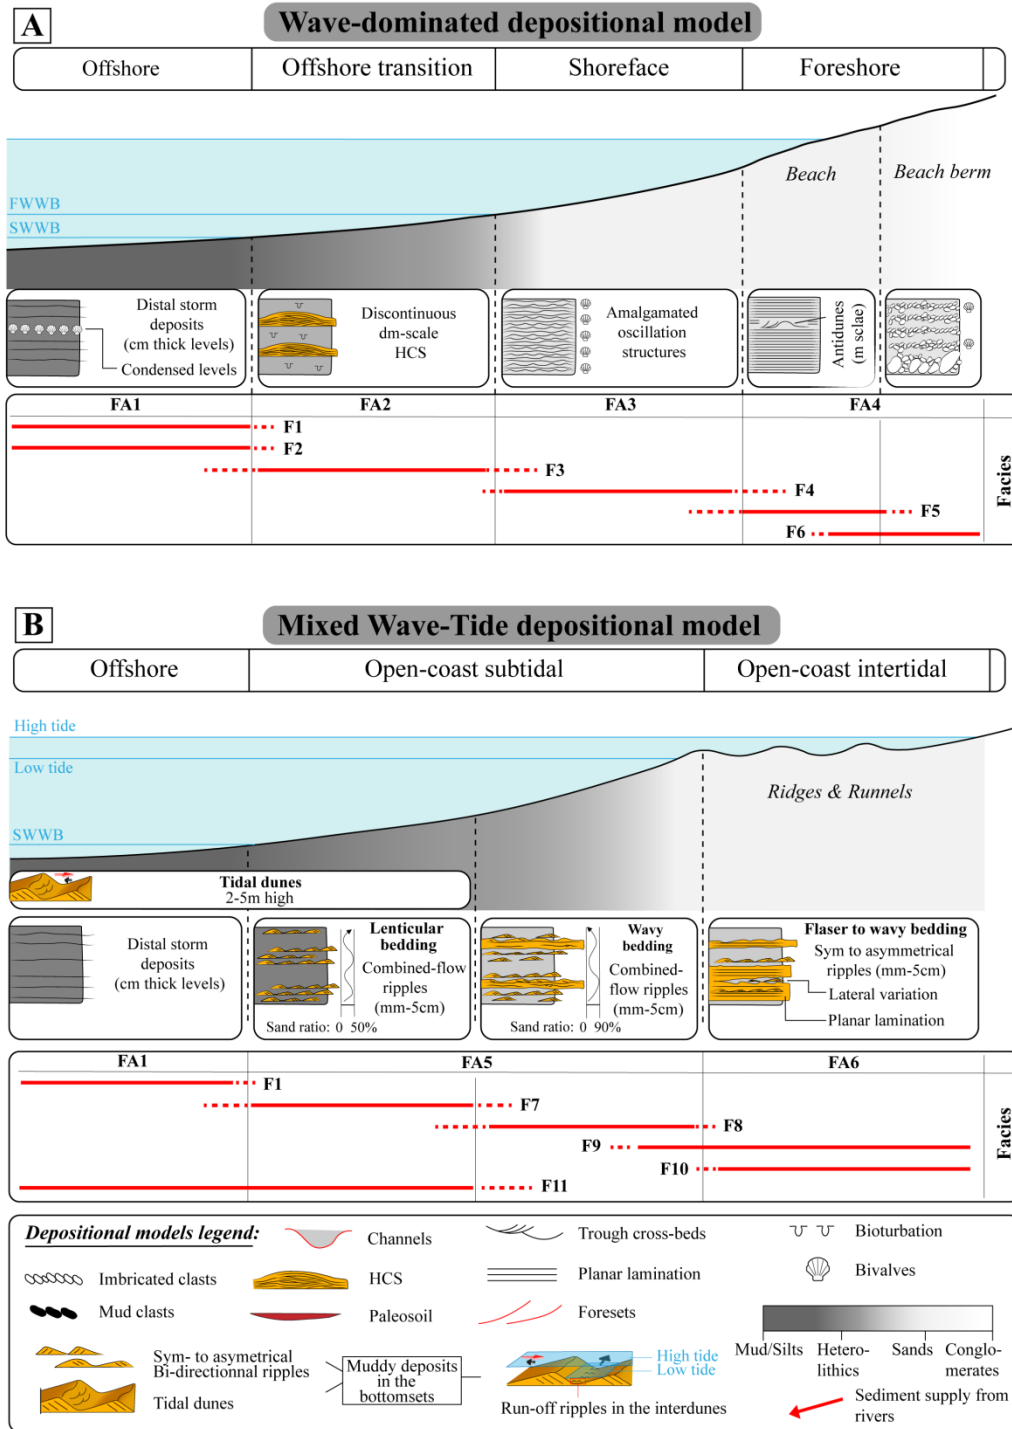 A
Wave-dominated depositional model
Offshore
Offshore transition
Shoreface
Foreshore
FWWB
SWWB
Beach
Beach berm
Distal storm
deposits
(cm thick levels)
Condensed levels
Discontinuous
dm-scale
HCS
Amalgamated
oscillation
structures
Antidunes
(m sclae)
FA1
FA2
FA3
FA4
F1
F2
F3
F4
F5
F6
Facies
B
Mixed Wave-Tide depositional model
Offshore
Open-coast subtidal
Open-coast intertidal
High tide
Low tide
SWWB
Ridges & Runnels
Tidal dunes
2-5m high
Distal storm
deposits
(cm thick levels)
Lenticular
bedding
Combined-flow
ripples
(mm-5cm)
Sand ratio: 0 50%
Wavy
bedding
Combined-
flow ripples
(mm-5cm)
Sand ratio: 0 90%
Flaser to wavy bedding
Sym to asymmetrical
ripples (mm-5cm)
Lateral variation
Planar lamination
FA1
FA5
FA6
F1
F7
F8
F9
F10
F11
Facies
Depositional models legend:
Channels
Trough cross-beds
Bioturbation
Imbricated clasts
HCS
Planar lamination
Bivalves
Mud clasts
Paleosoil
Foresets
Mud/Silts
Hetero-
lithics
Sands
Conglo-
merates
Sym- to asymetrical
Bi-directionnal ripples
Tidal dunes
Muddy deposits
in the
bottomsets
High tide
Low tide
Run-off ripples in the interdunes
Sediment supply from
rivers